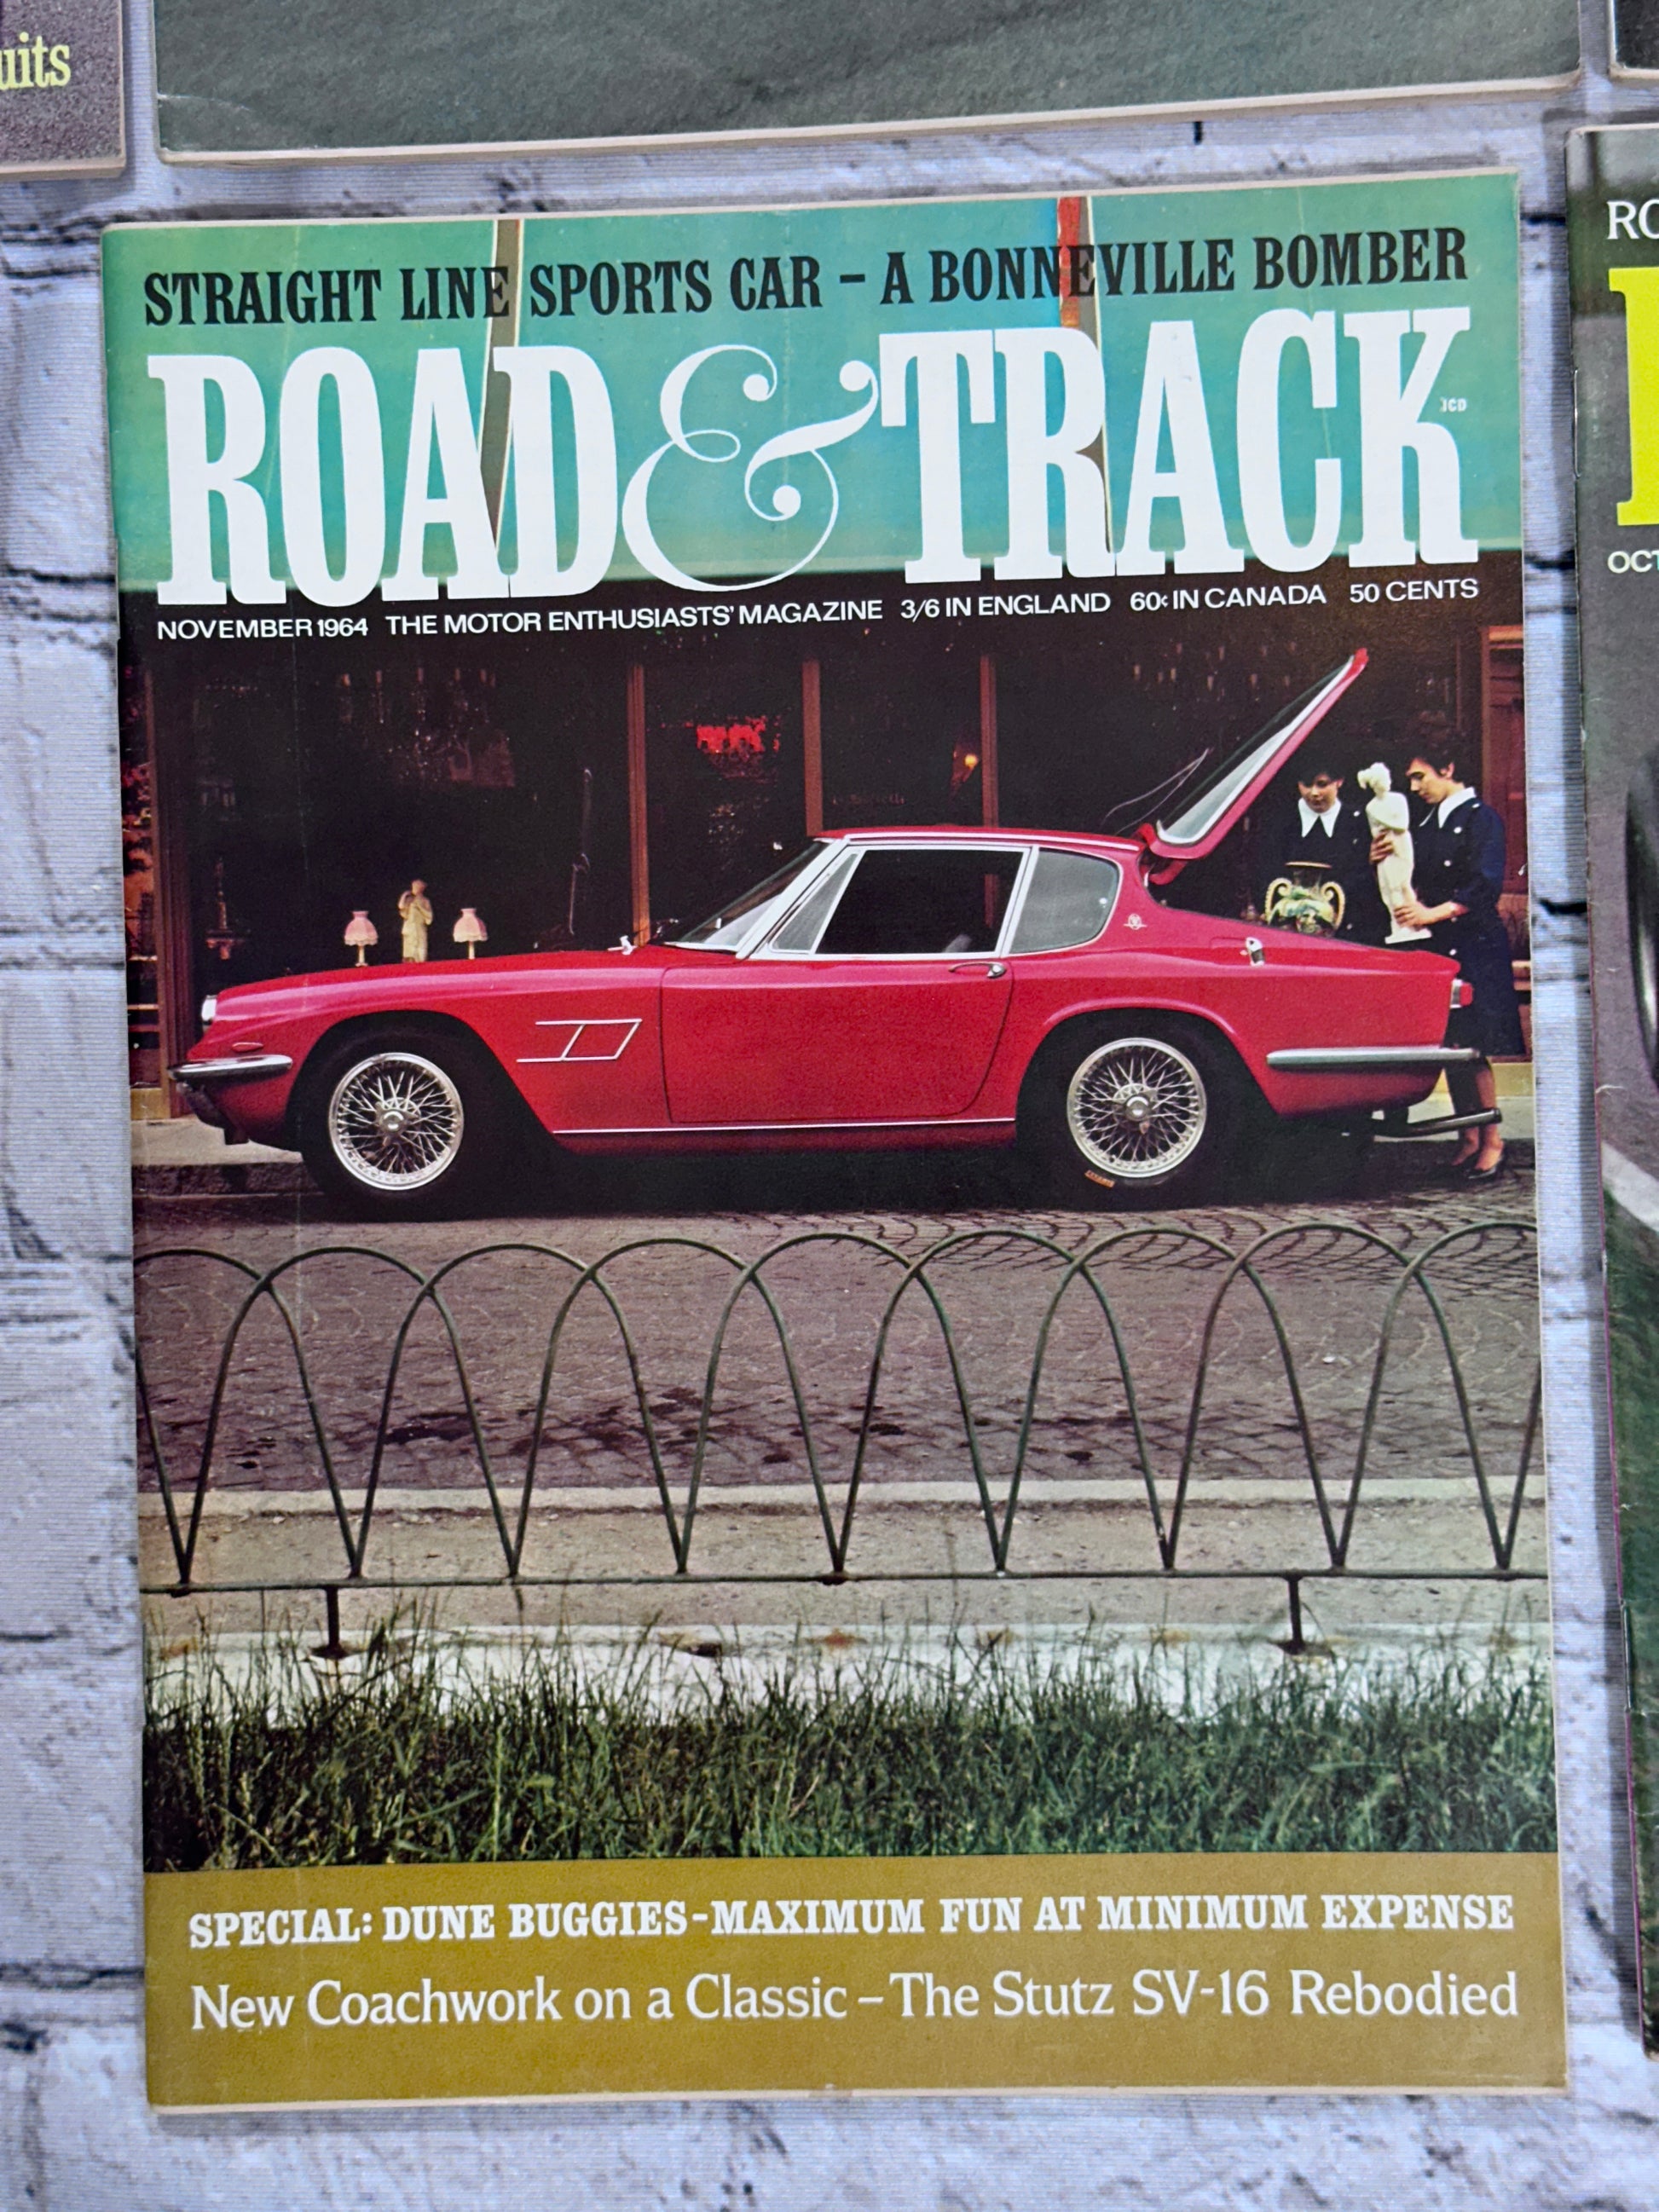 uits
STRAIGHT LINE SPORTS CAR – A BONNEVILLE BOMBER
ROAD & TRACK
NOVEMBER 1964 THE MOTOR ENTHUSIASTS' MAGAZINE 3/6 IN ENGLAND 60¢ IN CANADA 50 CENTS
SPECIAL: DUNE BUGGIES-MAXIMUM FUN AT MINIMUM EXPENSE
New Coachwork on a Classic – The Stutz SV-16 Rebodied
RO
OCT